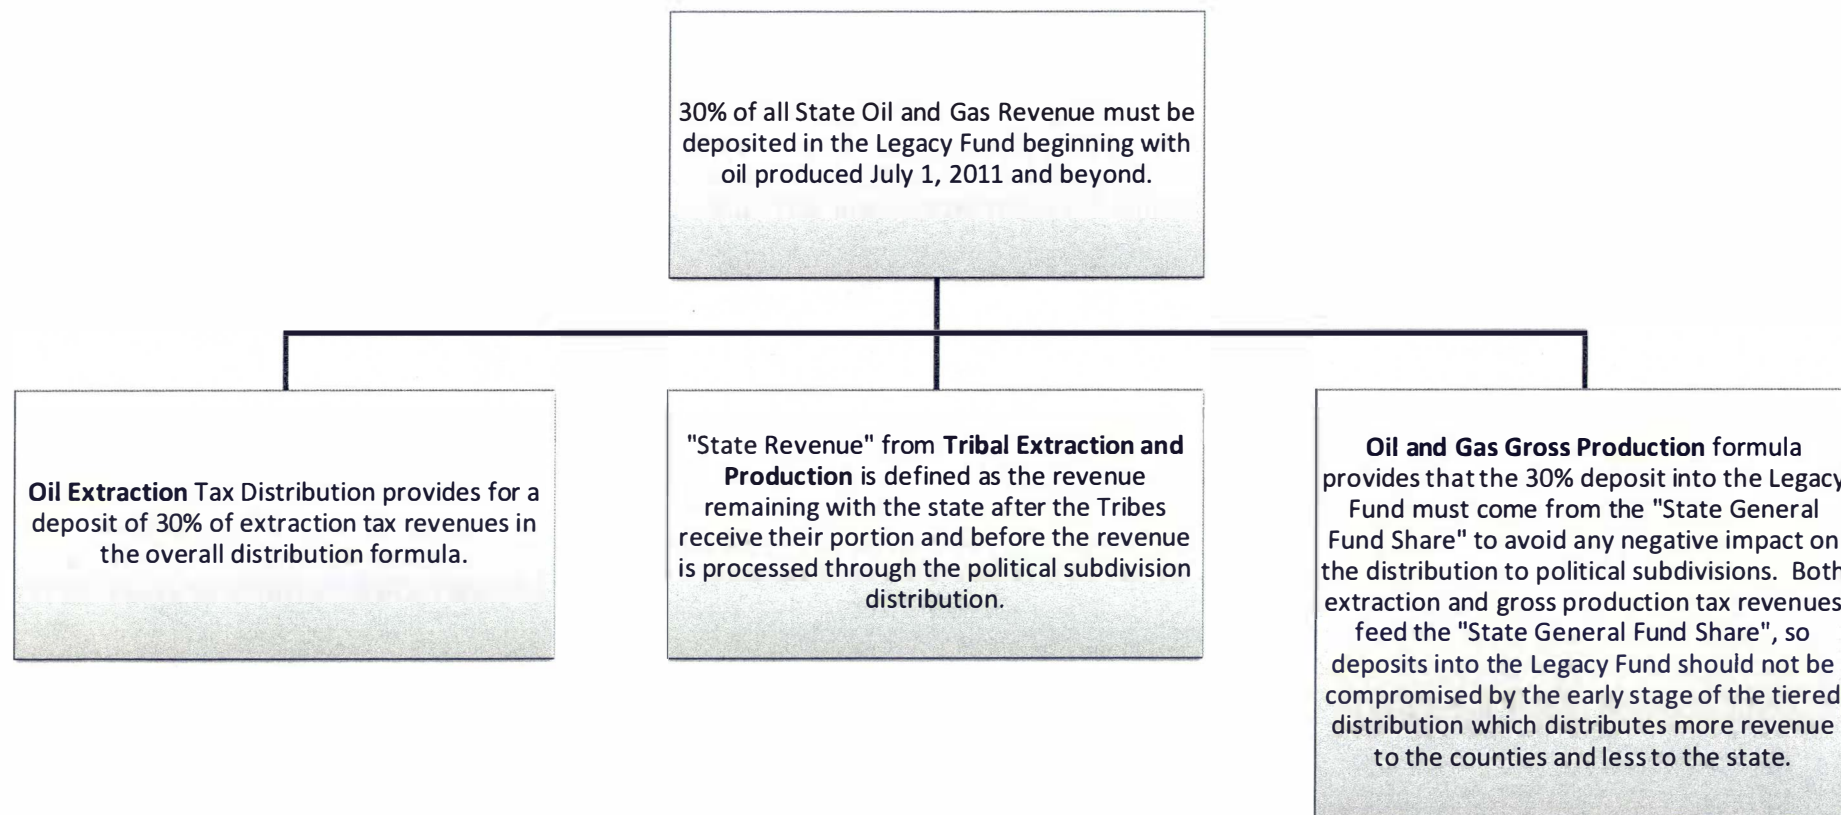 30% of all State Oil and Gas Revenue must be
deposited in the Legacy Fund beginning with
oil produced July 1, 2011 and beyond.
Oil Extraction Tax Distribution provides for a
deposit of 30% of extraction tax revenues in
the overall distribution formula.
"State Revenue" from Tribal Extraction and
Production is defined as the revenue
remaining with the state after the Tribes
receive their portion and before the revenue
is processed through the political subdivision
distribution.
Oil and Gas Gross Production formula
provides that the 30% deposit into the Legacy
Fund must come from the "State General
Fund Share" to avoid any negative impact on
the distribution to political subdivisions. Both
extraction and gross production tax revenues
feed the "State General Fund Share", so
deposits into the Legacy Fund should not be
compromised by the early stage of the tiered
distribution which distributes more revenue
to the counties and less to the state.